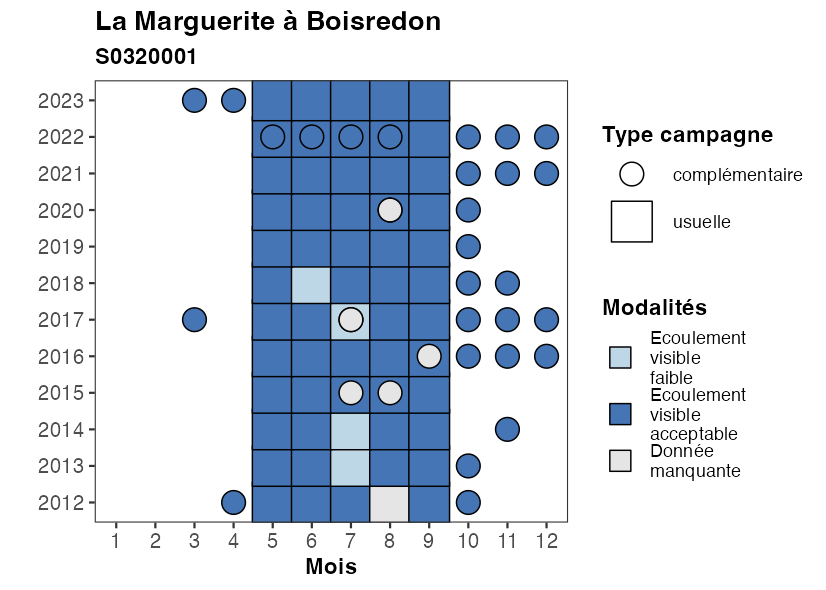 La Marguerite à Boisredon
S0320001
2023
2022
2021
2020
2019
2018
2017
2016
2015
2014
2013
2012
1 2 3 4 5 6 7 8 9 10 11 12
Mois
Type campagne
complémentaire
usuelle
Modalités
Ecoulement
visible
faible
Ecoulement
visible
acceptable
Donnée
manquante